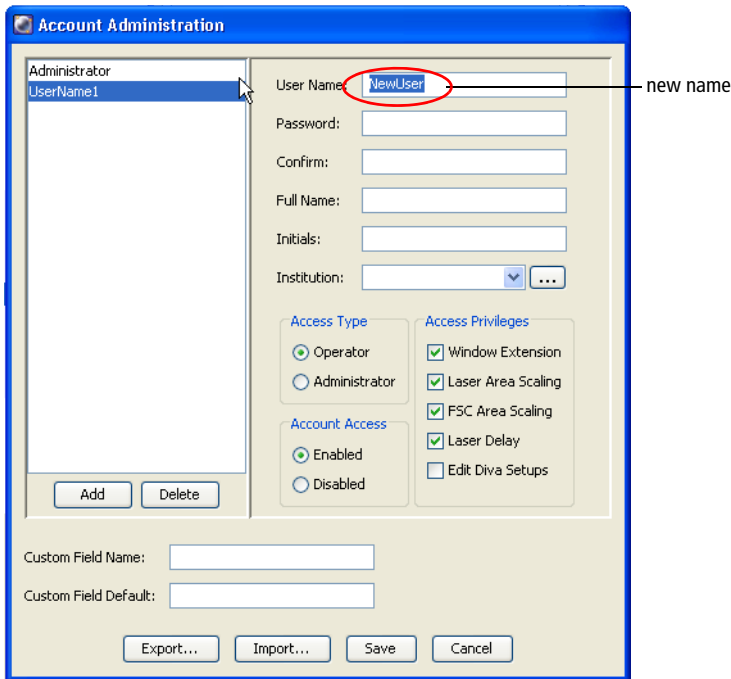 Account Administration
Administrator
UserName1
User Name:
NewUser
new name
Password:
Confirm:
Full Name:
Initials:
Institution:
...
Access Type
Operator
Administrator
Access Privileges
Window Extension
Laser Area Scaling
FSC Area Scaling
Laser Delay
Edit Diva Setups
Account Access
Enabled
Disabled
Add
Delete
Custom Field Name:
Custom Field Default:
Export...
Import...
Save
Cancel